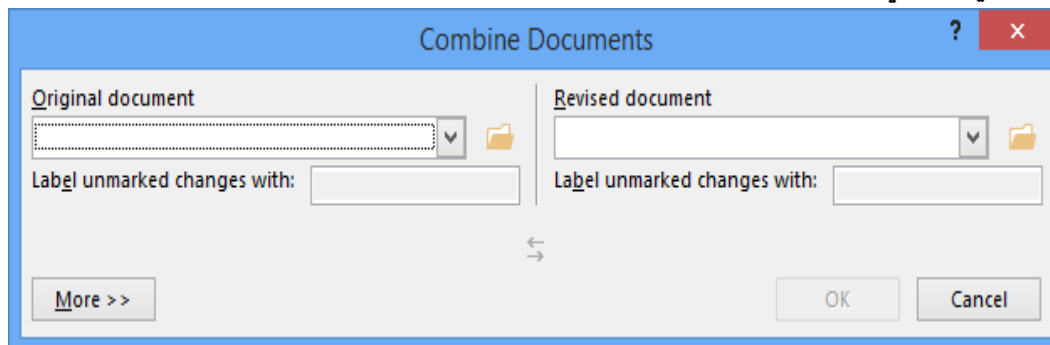 Combine Documents
?
x
Original document
Revised document
Label unmarked changes with:
Label unmarked changes with:
More >>
OK
Cancel